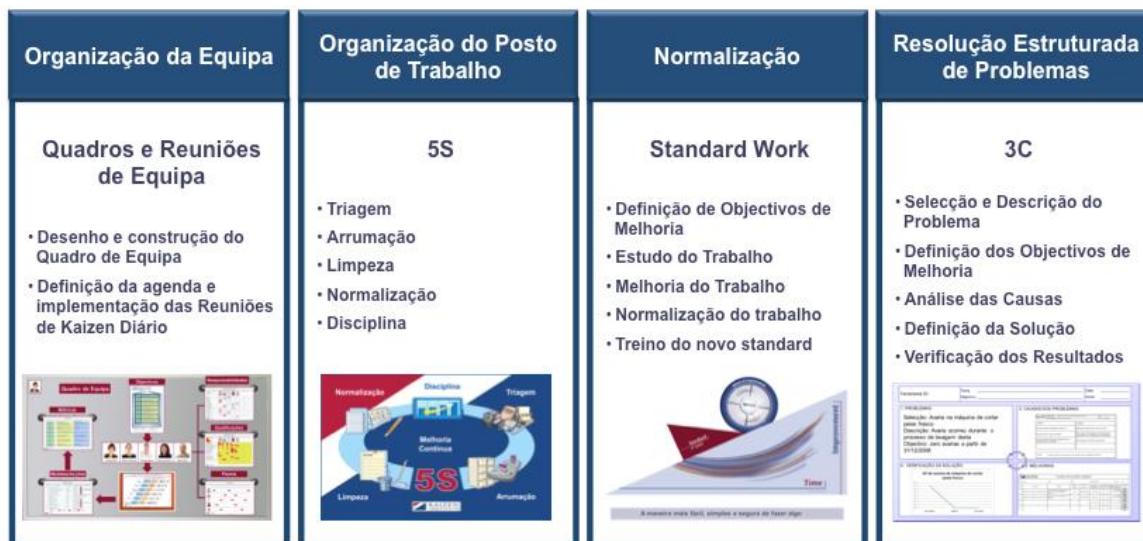 Organização da Equipa
Quadros e Reuniões
de Equipa
• Desenho e construção do
Quadro de Equipa
• Definição da agenda e
implementação das Reuniões
de Kaizen Diário
Quadro de Equipa
Organização do Posto
de Trabalho
5S
• Triagem
• Arrumação
• Limpeza
• Normalização
• Disciplina
Normalização
Disciplina
Triagem
Melhoria
Contínua
5S
Limpeza
Arrumação
Normalização
Standard Work
• Definição de Objectivos de
Melhoria
• Estudo do Trabalho
• Melhoria do Trabalho
• Normalização do trabalho
• Treino do novo standard
Improvement
Time
A maneira mais fácil, simples e segura de fazer algo
Resolução Estruturada
de Problemas
3C
• Selecção e Descrição do
Problema
• Definição dos Objectivos de
Melhoria
• Análise das Causas
• Definição da Solução
• Verificação dos Resultados